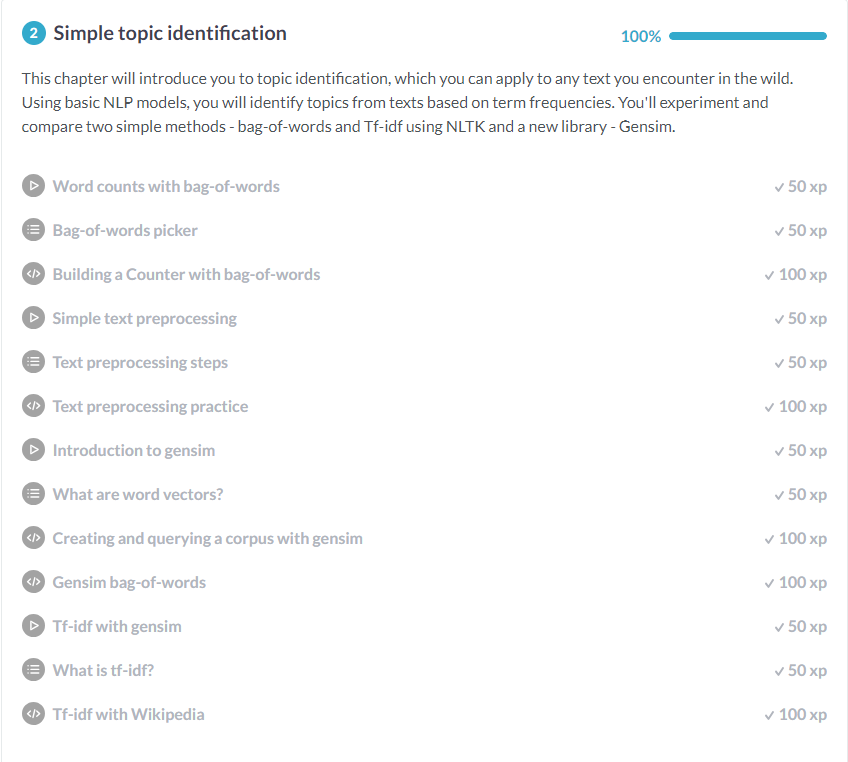 2 Simple topic identification 100%
This chapter will introduce you to topic identification, which you can apply to any text you encounter in the wild.
Using basic NLP models, you will identify topics from texts based on term frequencies. You'll experiment and
compare two simple methods - bag-of-words and Tf-idf using NLTK and a new library - Gensim.
Word counts with bag-of-words ✓ 50 xp
Bag-of-words picker ✓ 50 xp
</> Building a Counter with bag-of-words ✓ 100 xp
Simple text preprocessing ✓ 50 xp
Text preprocessing steps ✓ 50 xp
</> Text preprocessing practice ✓ 100 xp
Introduction to gensim ✓ 50 xp
What are word vectors? ✓ 50 xp
</> Creating and querying a corpus with gensim ✓ 100 xp
</> Gensim bag-of-words ✓ 100 xp
Tf-idf with gensim ✓ 50 xp
What is tf-idf? ✓ 50 xp
</> Tf-idf with Wikipedia ✓ 100 xp